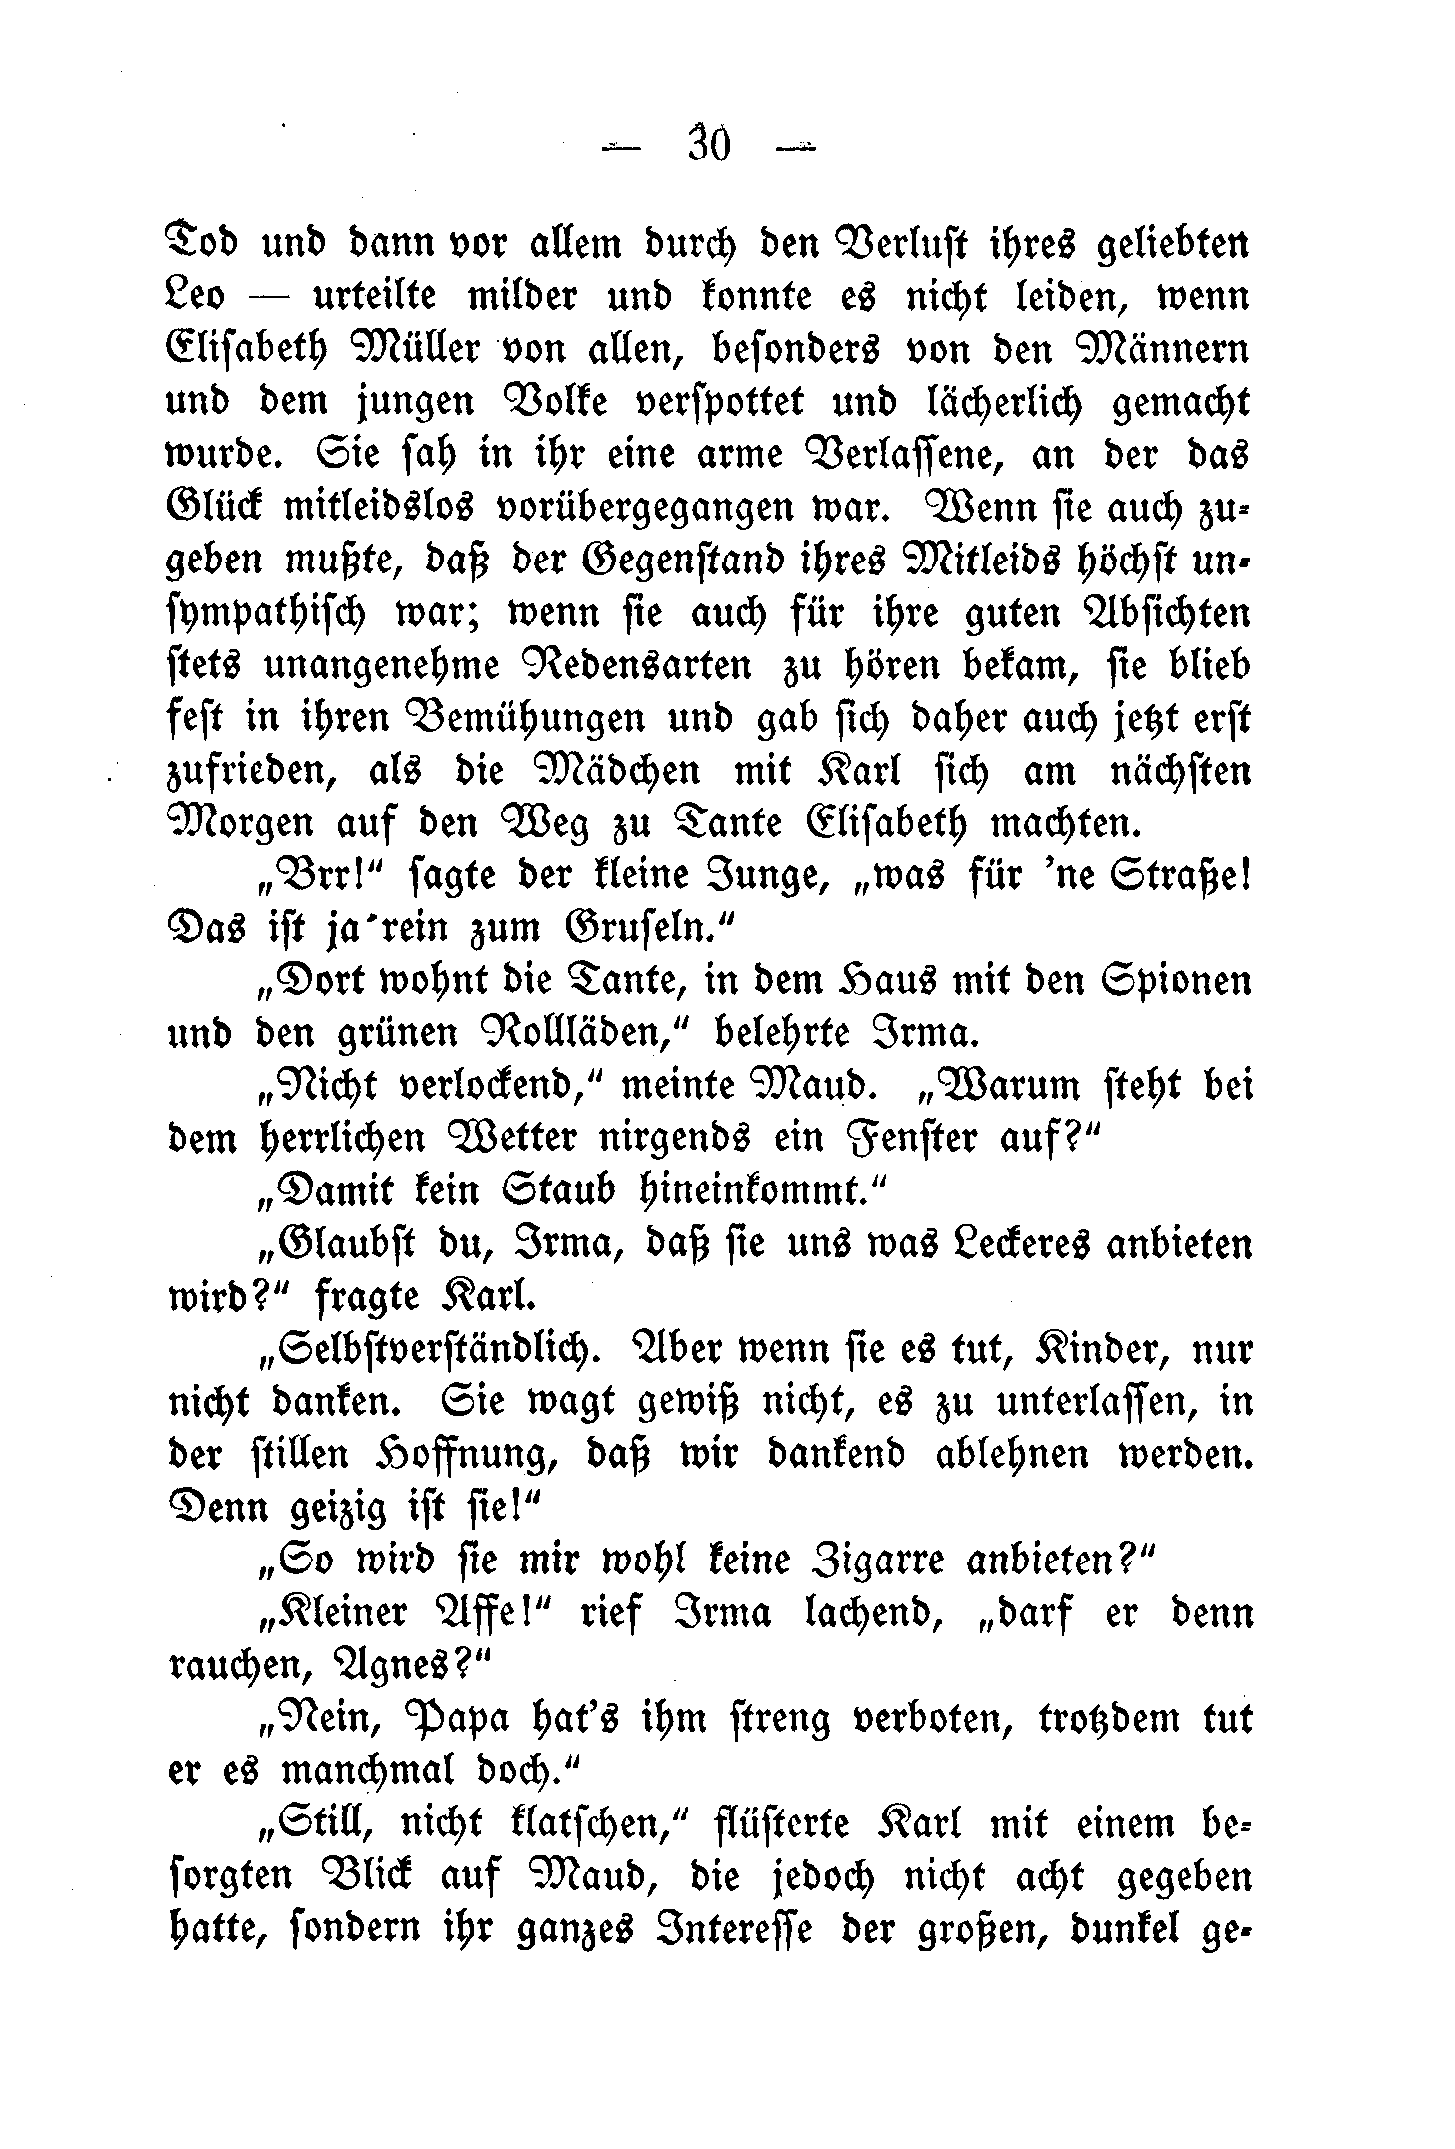 — 30 —
Tod und dann vor allem durch den Verlust ihres geliebten
Leo — urteilte milder und konnte es nicht leiden, wenn
Elisabeth Müller von allen, besonders von den Männern
und dem jungen Volke verspottet und lächerlich gemacht
wurde. Sie sah in ihr eine arme Verlassene, an der das
Glück mitleidslos vorübergegangen war. Wenn sie auch zu-
geben mußte, daß der Gegenstand ihres Mitleids höchst un-
sympathisch war; wenn sie auch für ihre guten Absichten
stets unangenehme Redensarten zu hören bekam, sie blieb
fest in ihren Bemühungen und gab sich daher auch jetzt erst
zufrieden, als die Mädchen mit Karl sich am nächsten
Morgen auf den Weg zu Tante Elisabeth machten.
„Brr!“ sagte der kleine Junge, „was für 'ne Straße!
Das ist ja rein zum Gruseln.“
„Dort wohnt die Tante, in dem Haus mit den Spionen
und den grünen Rollläden,“ belehrte Irma.
„Nicht verlockend,“ meinte Maud. „Warum steht bei
dem herrlichen Wetter nirgends ein Fenster auf?“
„Damit kein Staub hineinkommt.“
„Glaubst du, Irma, daß sie uns was Leckeres anbieten
wird?“ fragte Karl.
„Selbstverständlich. Aber wenn sie es tut, Kinder, nur
nicht danken. Sie wagt gewiß nicht, es zu unterlassen, in
der stillen Hoffnung, daß wir dankend ablehnen werden.
Denn geizig ist sie!“
„So wird sie mir wohl keine Zigarre anbieten?“
„Kleiner Affe!“ rief Irma lachend, „darf er denn
rauchen, Agnes?“
„Nein, Papa hat's ihm streng verboten, trotzdem tut
er es manchmal doch.“
„Still, nicht klatschen,“ flüsterte Karl mit einem be-
sorgten Blick auf Maud, die jedoch nicht acht gegeben
hatte, sondern ihr ganzes Interesse der großen, dunkel ge-